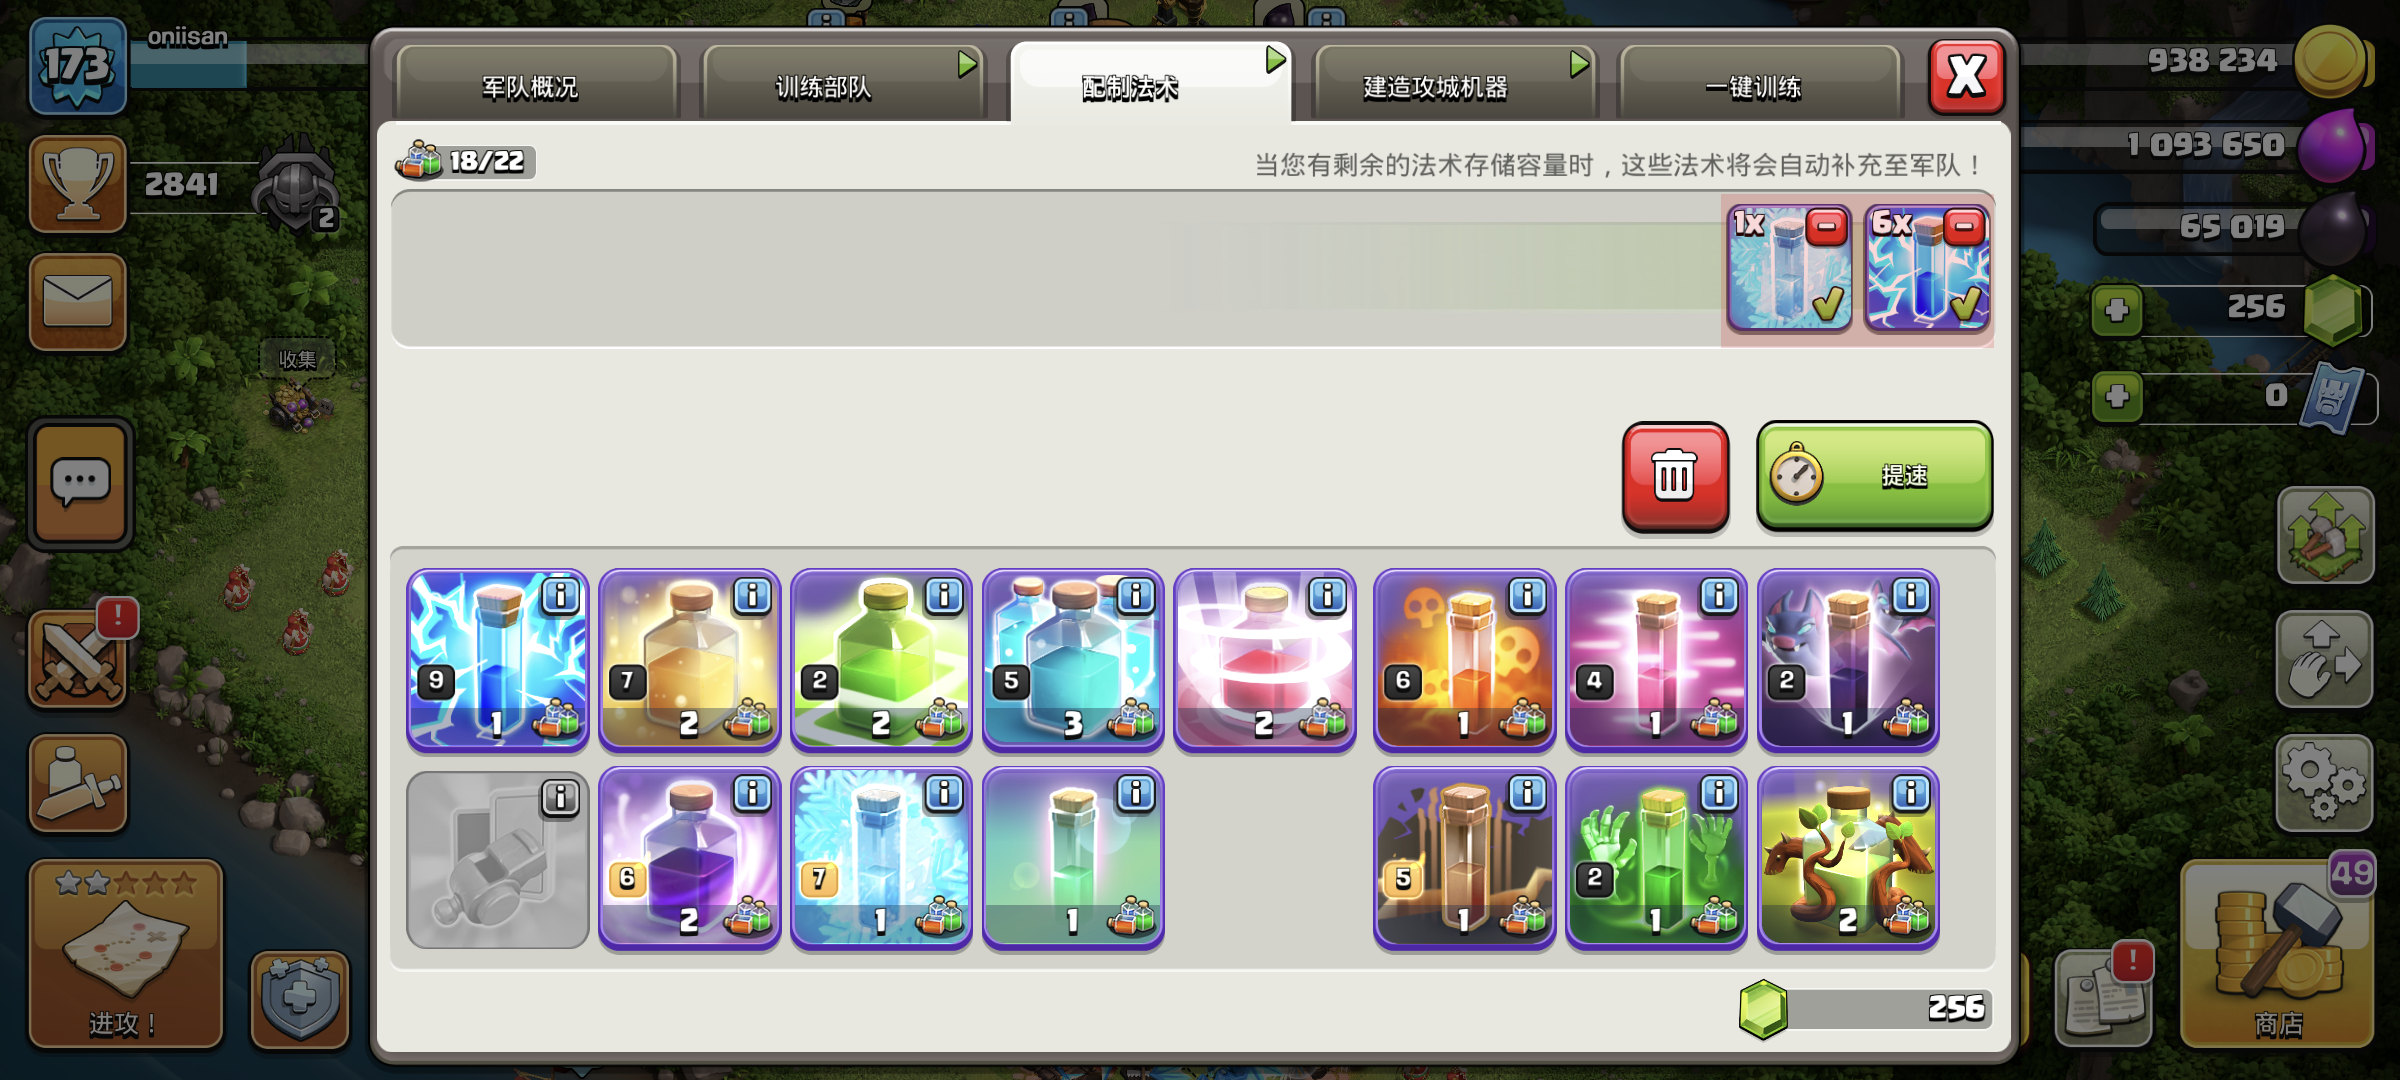 173
oniisan
2841
2
收集
进攻！
军队概况
训练部队
配制法术
建造攻城机器
一键训练
X
18/22
当您有剩余的法术存储容量时，这些法术将会自动补充至军队！
1x
6x
提速
9
1
7
2
2
2
5
3
2
6
1
4
1
2
1
6
2
7
1
1
5
1
2
1
2
256
938 234
1 093 650
65 019
256
0
49
商店